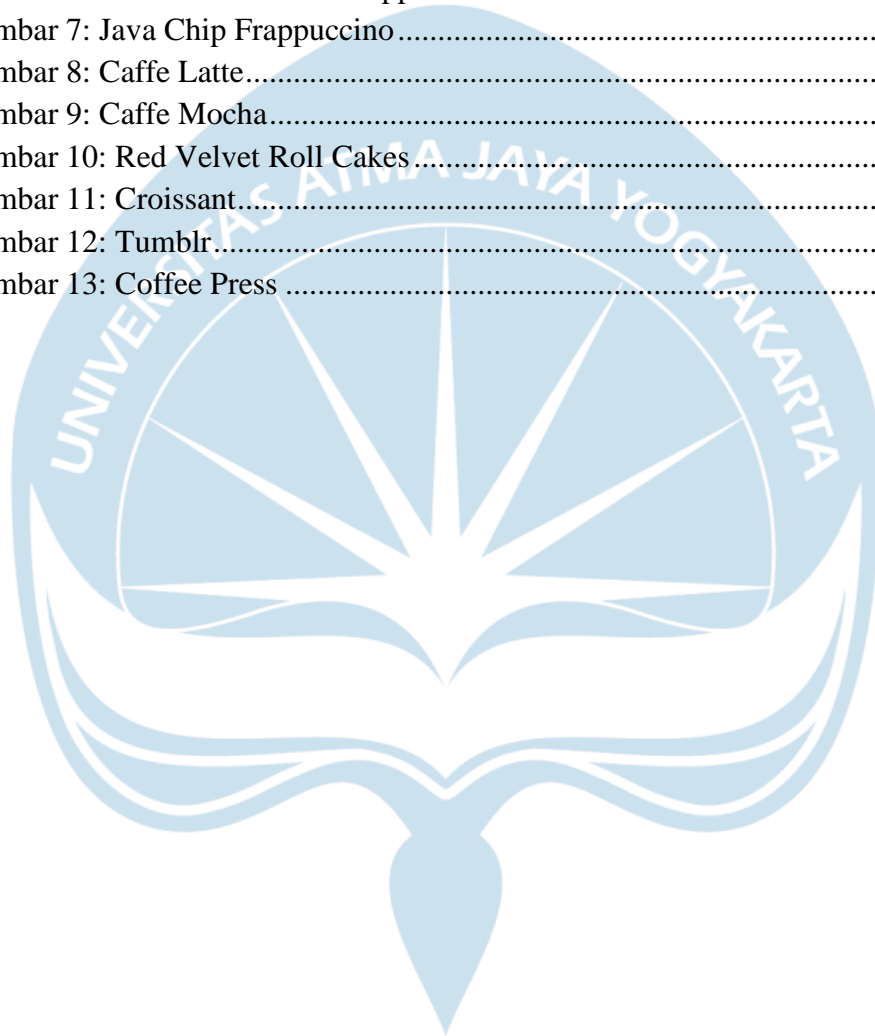 mbar 7: Java Chip Frappuccino
mbar 8: Caffe Latte
mbar 9: Caffe Mocha
mbar 10: Red Velvet Roll Cakes
mbar 11: Croissant
mbar 12: Tumblr
mbar 13: Coffee Press
UNIVERSITAS ATMA JAYA YOGYAKARTA